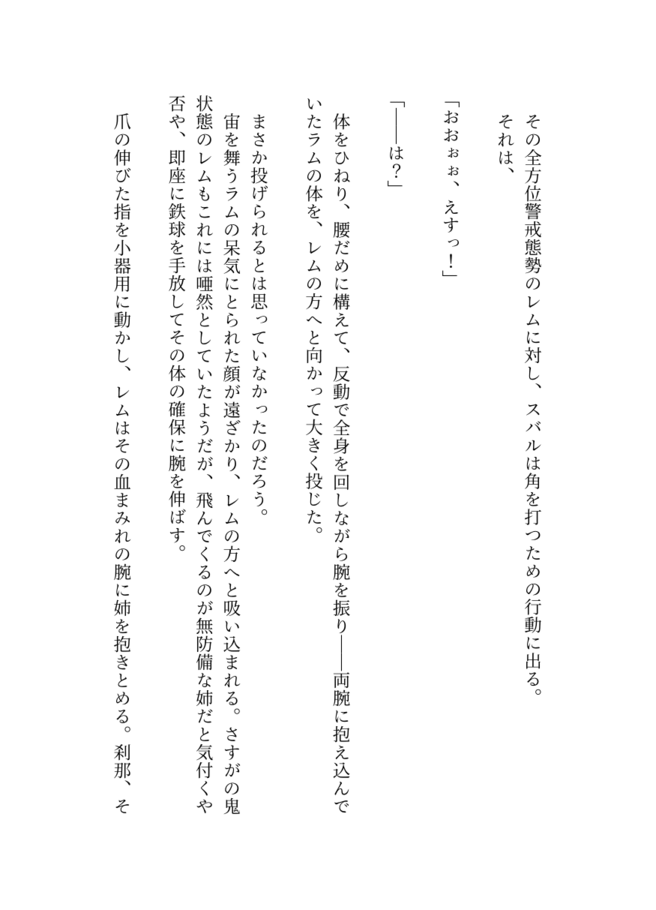 その全方位警戒態勢のレムに対し、スバルは角を打つための行動に出る。
それは、
「おおぉぉ、えすっ！」
「――は？」
体をひねり、腰だめに構えて、反動で全身を回しながら腕を振り――両腕に抱え込んで
いたラムの体を、レムの方へと向かって大きく投じた。
まさか投げられるとは思っていなかったのだろう。
宙を舞うラムの呆気にとられた顔が遠ざかり、レムの方へと吸い込まれる。さすがの鬼
状態のレムもこれには唖然としていたようだが、飛んでくるのが無防備な姉だと気付くや
否や、即座に鉄球を手放してその体の確保に腕を伸ばす。
爪の伸びた指を小器用に動かし、レムはその血まみれの腕に姉を抱きとめる。刹那、そ